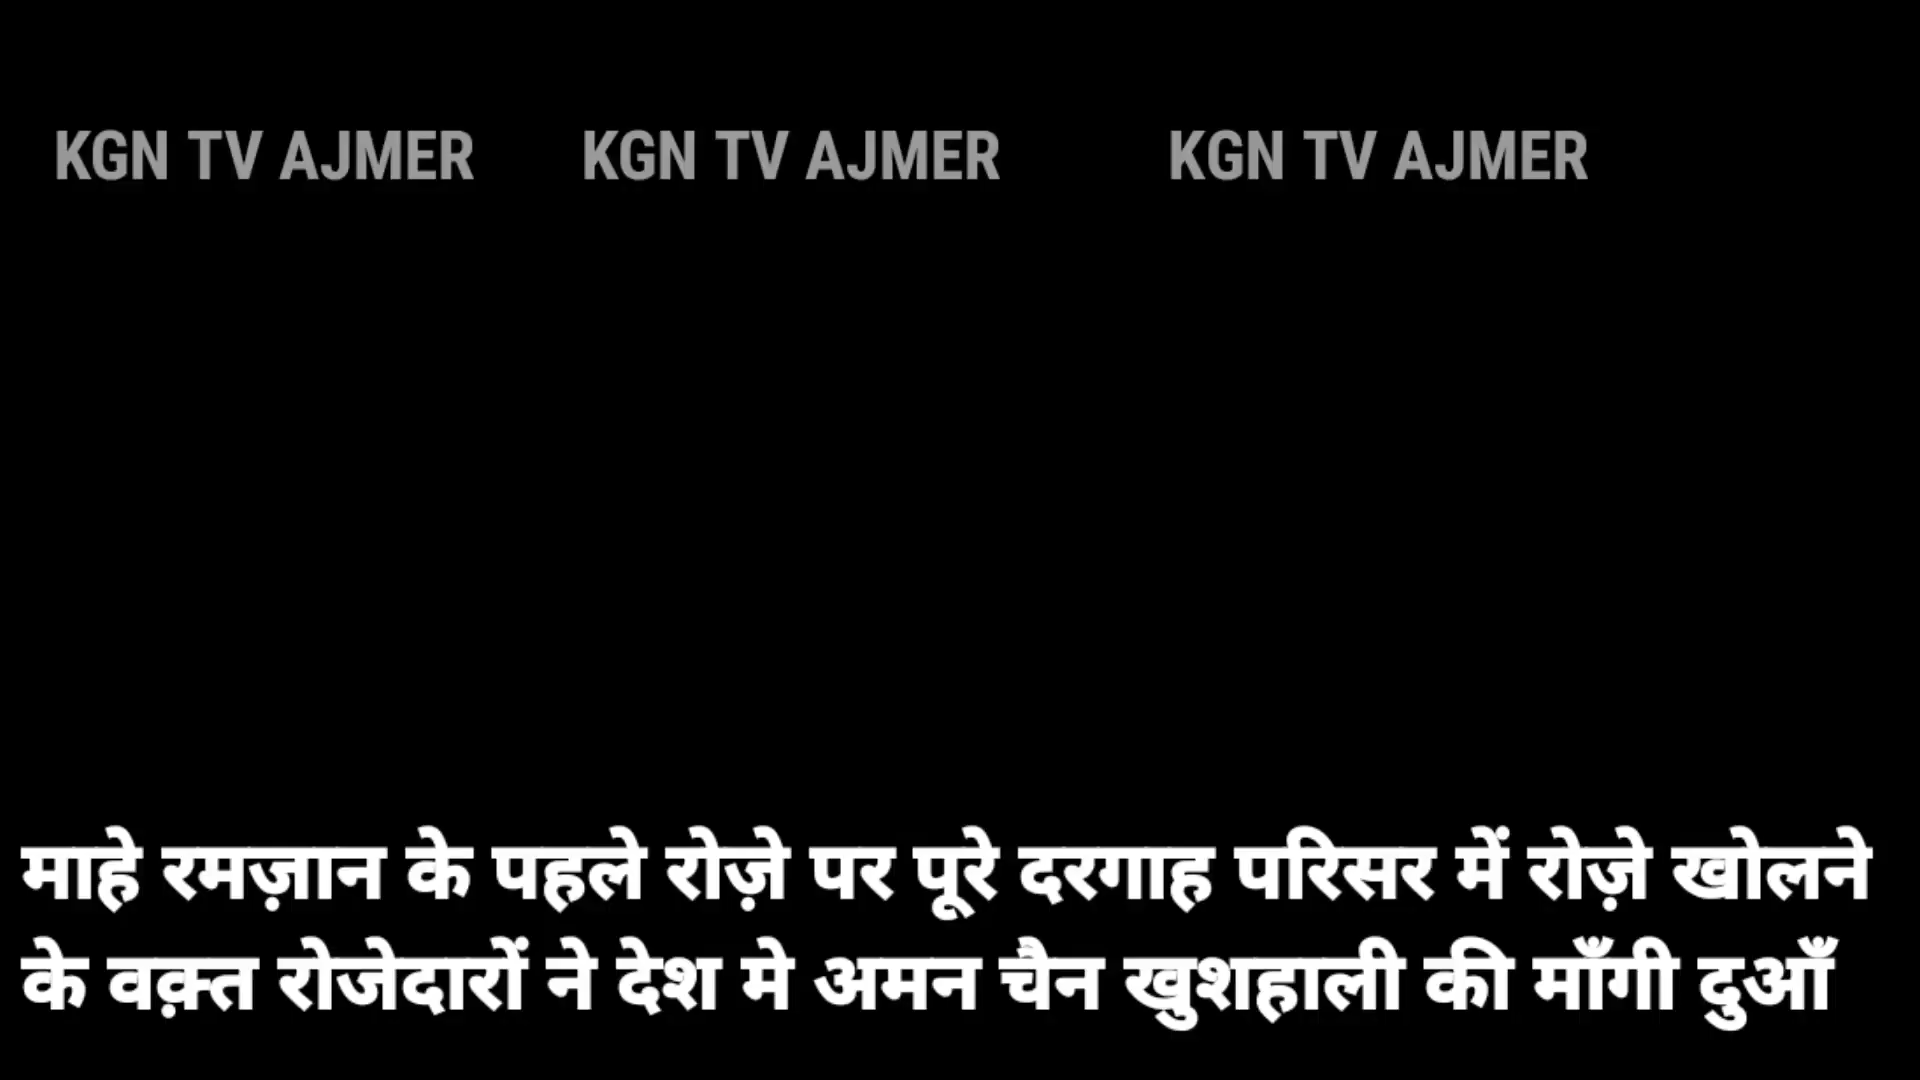 KGN TV AJMER KGN TV AJMER KGN TV AJMER
माहे रमज़ान के पहले रोज़े पर पूरे दरगाह परिसर में रोज़े खोलने
के वक़्त रोजेदारों ने देश मे अमन चैन खुशहाली की माँगी दुआँ